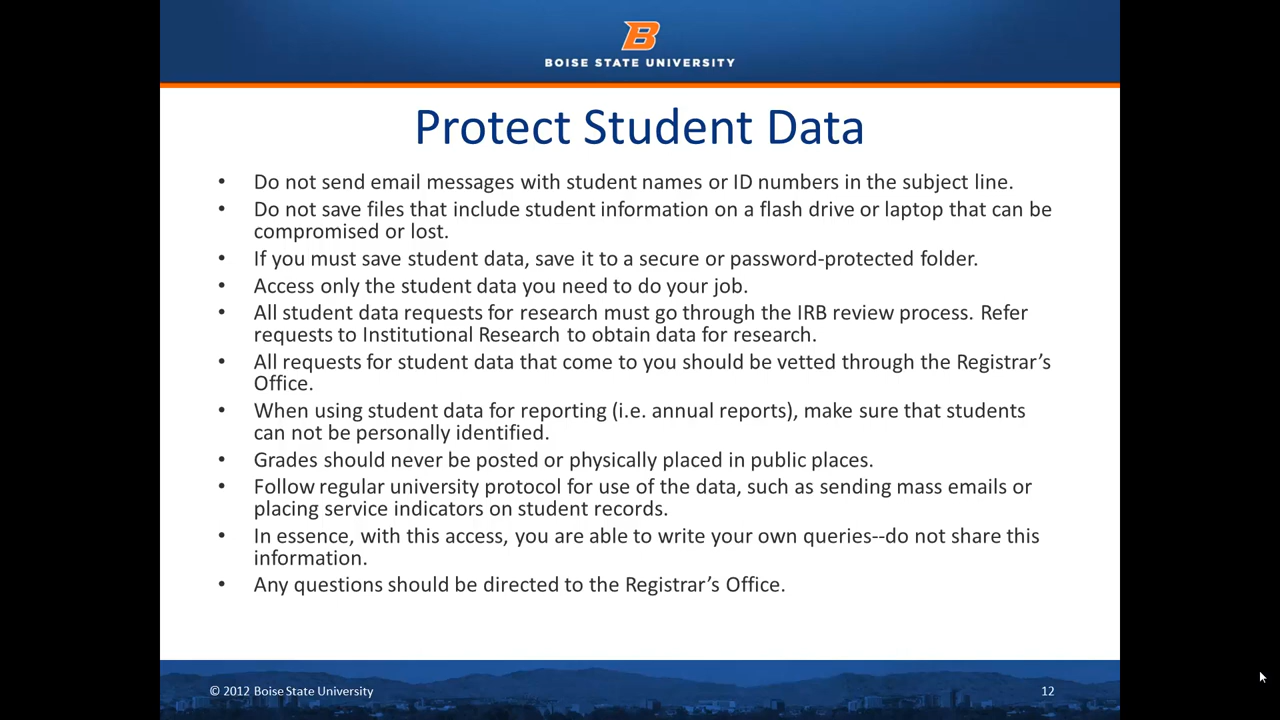 B
BOISE STATE UNIVERSITY
Protect Student Data
• Do not send email messages with student names or ID numbers in the subject line.
• Do not save files that include student information on a flash drive or laptop that can be
compromised or lost.
• If you must save student data, save it to a secure or password-protected folder.
• Access only the student data you need to do your job.
• All student data requests for research must go through the IRB review process. Refer
requests to Institutional Research to obtain data for research.
• All requests for student data that come to you should be vetted through the Registrar’s
Office.
• When using student data for reporting (i.e. annual reports), make sure that students
can not be personally identified.
• Grades should never be posted or physically placed in public places.
• Follow regular university protocol for use of the data, such as sending mass emails or
placing service indicators on student records.
• In essence, with this access, you are able to write your own queries--do not share this
information.
• Any questions should be directed to the Registrar’s Office.
© 2012 Boise State University
12